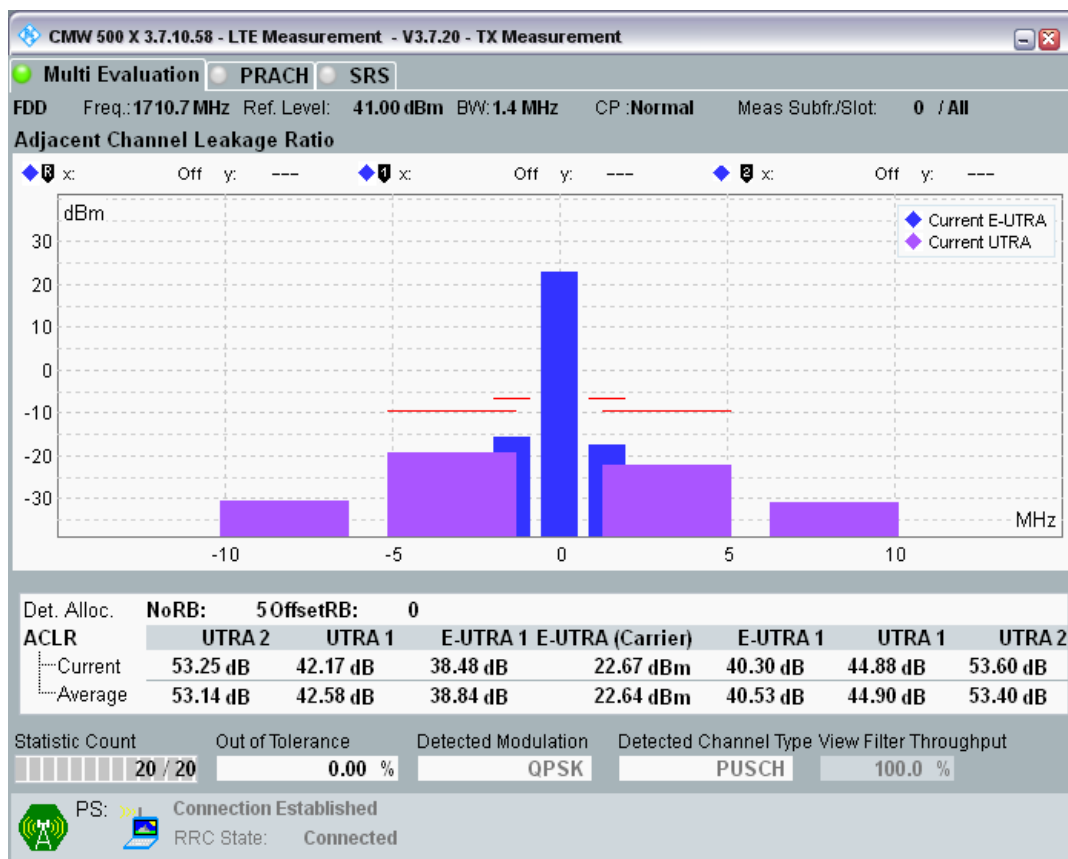 CMW 500 X 3.7.10.58 - LTE Measurement - V3.7.20 - TX Measurement
Multi Evaluation PRACH SRS
FDD Freq.: 1710.7 MHz Ref. Level: 41.00 dBm BW: 1.4 MHz CP :Normal Meas Subfr./Slot: 0 / All
Adjacent Channel Leakage Ratio
R x: Off y: --- 1 x: Off y: --- 2 x: Off y: ---
dBm
Current E-UTRA
Current UTRA
30
20
10
0
-10
-20
-30
MHz
-10 -5 0 5 10
Det. Alloc. NoRB: 5 OffsetRB: 0
ACLR UTRA 2 UTRA 1 E-UTRA 1 E-UTRA (Carrier) E-UTRA 1 UTRA 1 UTRA 2
Current 53.25 dB 42.17 dB 38.48 dB 22.67 dBm 40.30 dB 44.88 dB 53.60 dB
Average 53.14 dB 42.58 dB 38.84 dB 22.64 dBm 40.53 dB 44.90 dB 53.40 dB
Statistic Count Out of Tolerance Detected Modulation Detected Channel Type View Filter Throughput
20 / 20 0.00 % QPSK PUSCH 100.0 %
PS: Connection Established
RRC State: Connected